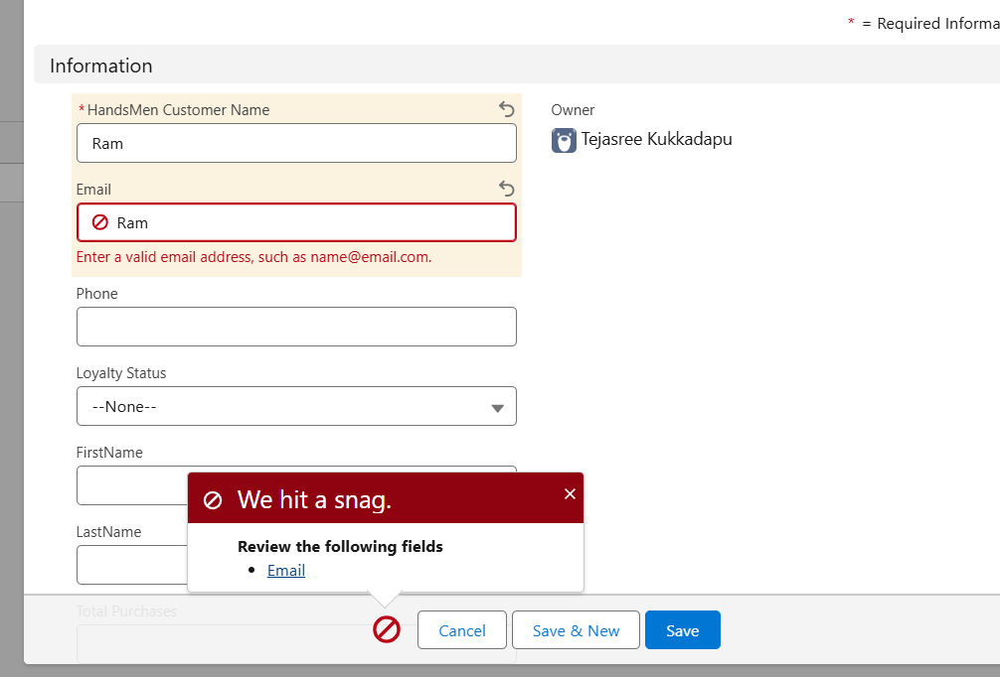 * = Required Informa
Information
*HandsMen Customer Name
Ram
Email
Ram
Enter a valid email address, such as name@email.com.
Phone
Loyalty Status
--None--
FirstName
LastName
Total Purchases
Owner
Tejasree Kukkadapu
We hit a snag.
Review the following fields
• Email
Cancel
Save & New
Save